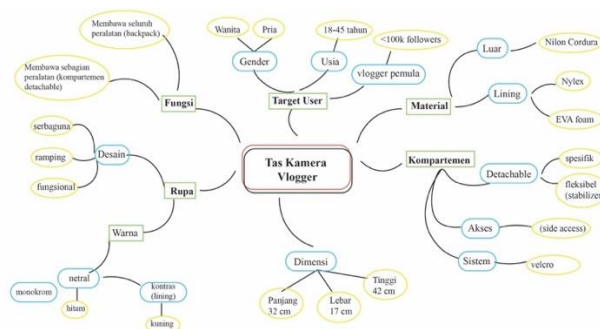 Membawa seluruh
peralatan (backpack)
Membawa sebagian
peralatan (kompartemen
detachable)
Fungsi
Wanita
Pria
Gender
18-45 tahun
Usia
<100k followers
vlogger pemula
Target User
Luar
Nilon Cordura
Material
Lining
Nylex
EVA foam
Tas Kamera
Vlogger
serbaguna
ramping
fungsional
Desain
Rupa
Warna
netral
monokrom
hitam
kontras
(lining)
kuning
Dimensi
Panjang
32 cm
Lebar
17 cm
Tinggi
42 cm
Kompartemen
Detachable
spesifik
fleksibel
(stabilizer
Akses
(side access)
Sistem
velcro